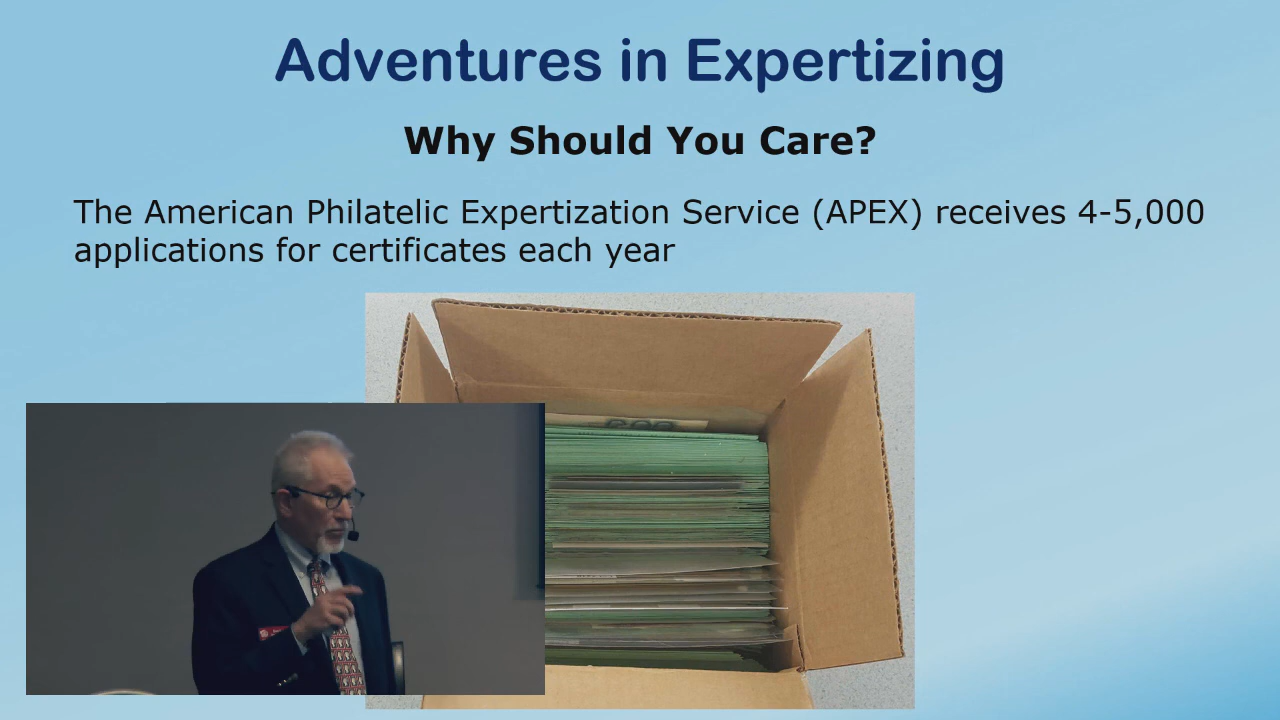 Adventures in Expertizing
Why Should You Care?
The American Philatelic Expertization Service (APEX) receives 4-5,000
applications for certificates each year